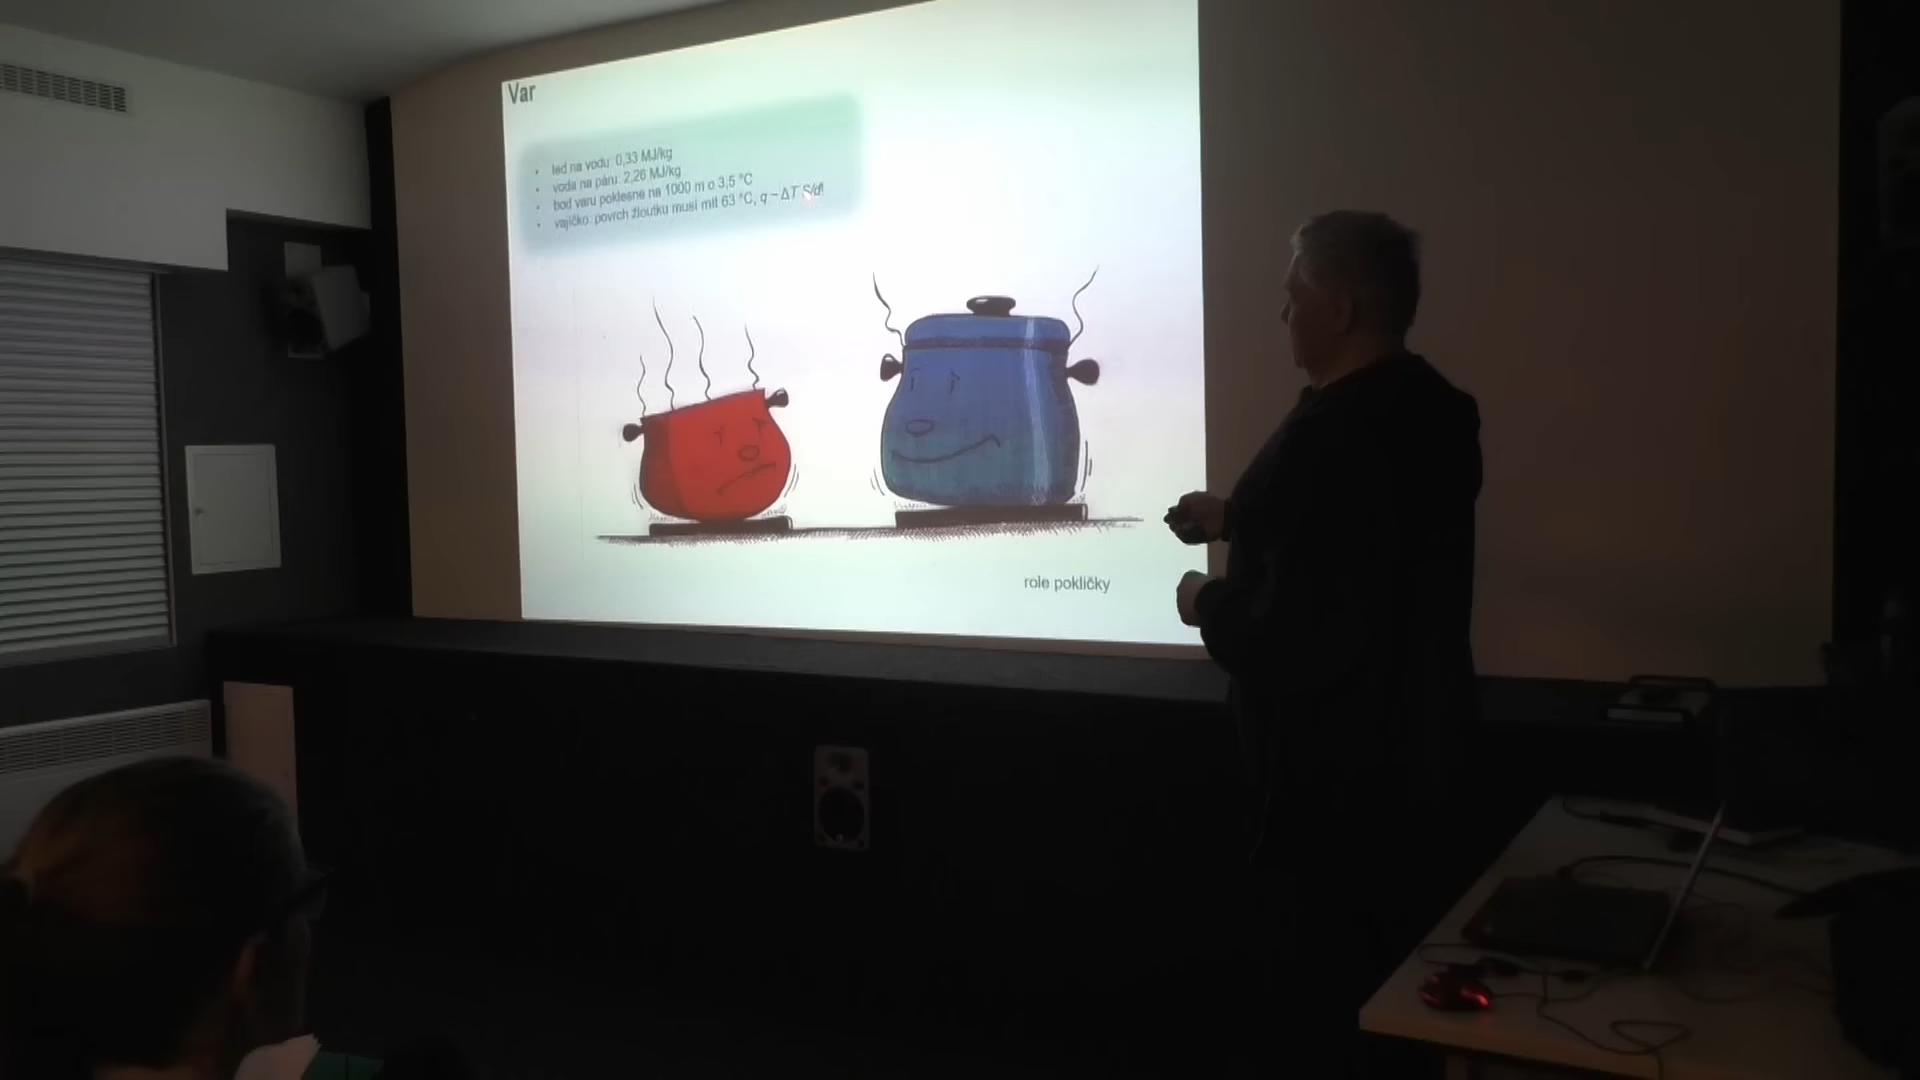 Var
• led na vodu: 0,33 MJ/kg
• voda na páru: 2,26 MJ/kg
• bod varu poklesne na 1000 m o 3,5 °C
• vajíčko: povrch žloutku musí mít 63 °C, q ~ ΔT S/d!
role pokličky